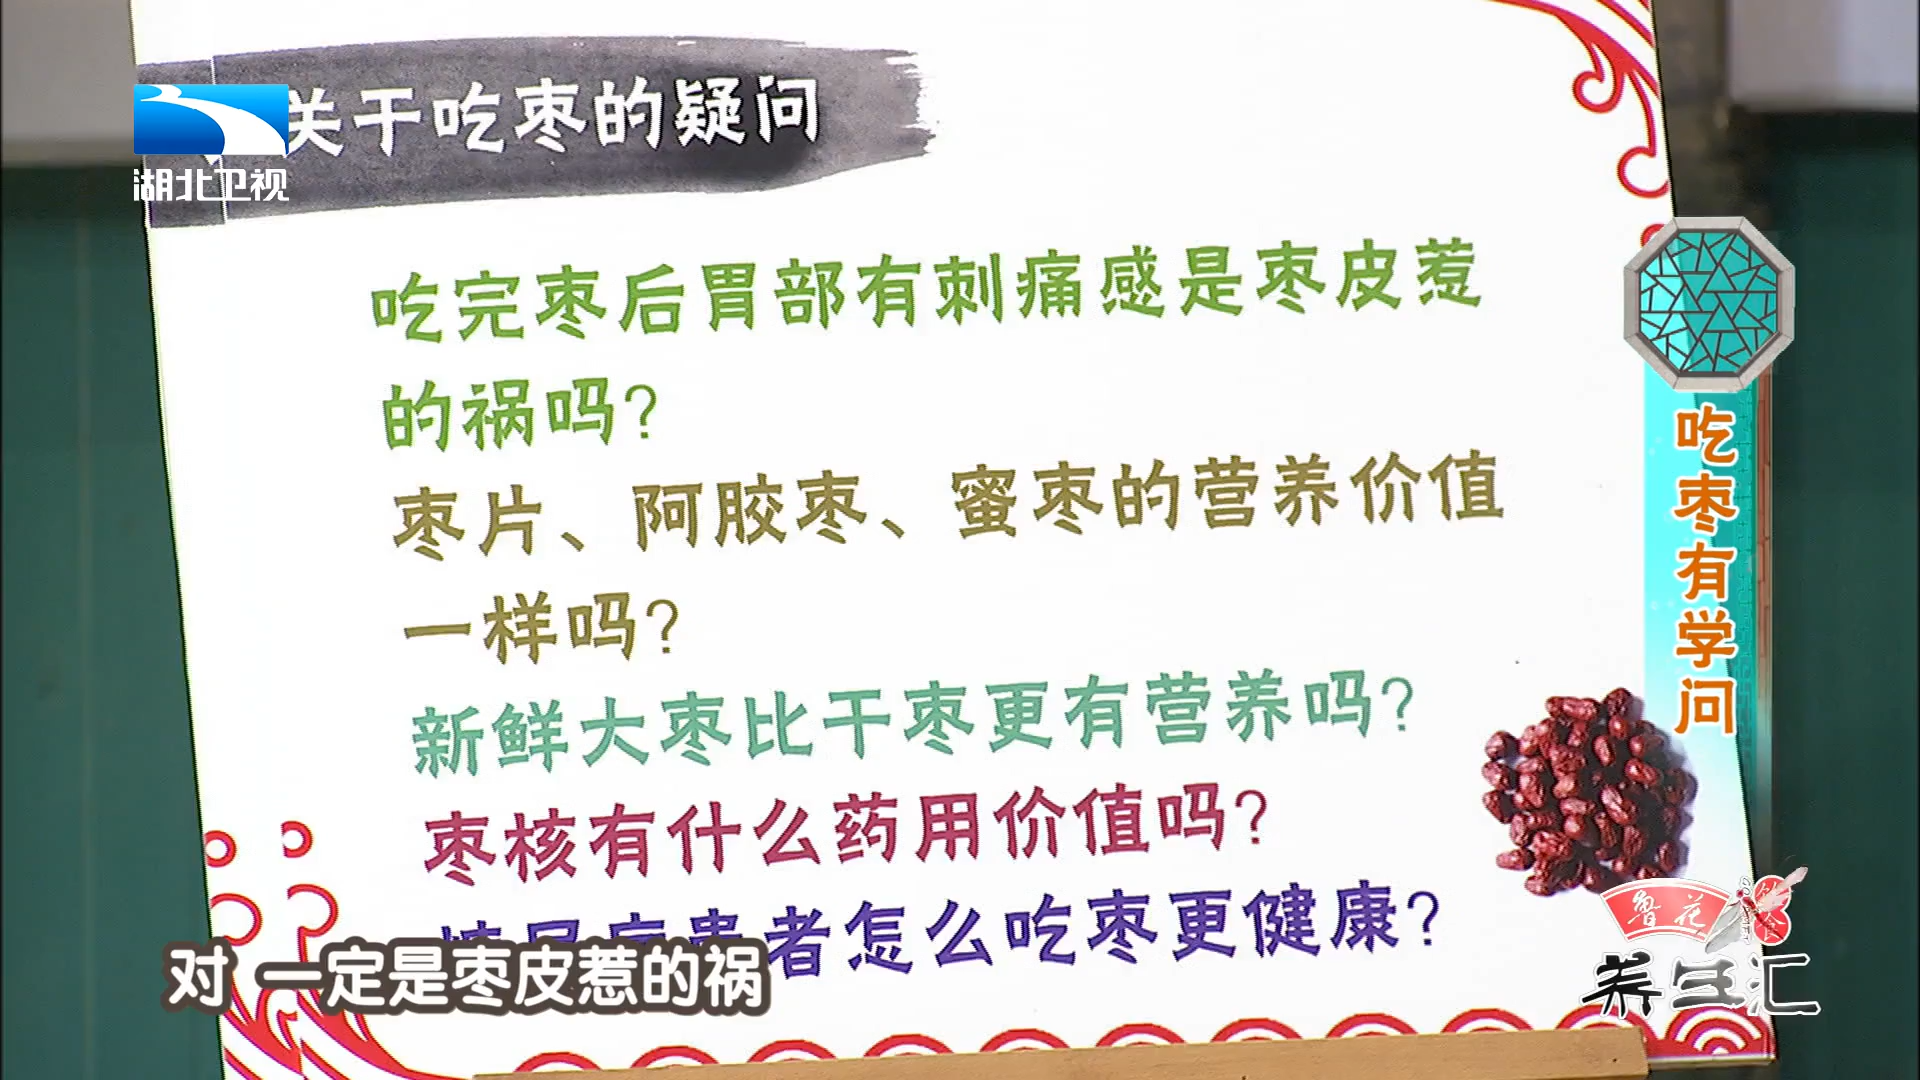 湖北卫视
关于吃枣的疑问
吃完枣后胃部有刺痛感是枣皮惹
的祸吗?
枣片、阿胶枣、蜜枣的营养价值
一样吗?
新鲜大枣比干枣更有营养吗?
枣核有什么药用价值吗?
患者怎么吃枣更健康?
对 一定是枣皮惹的祸
吃枣有学问
鲁花
饮食
养生汇